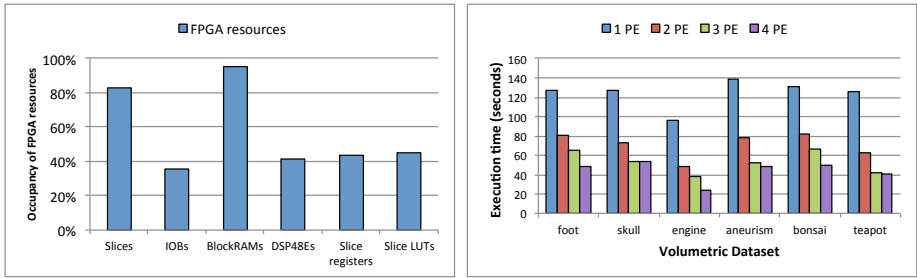 FPGA resources
100%
80%
60%
40%
20%
0%
Occupancy of FPGA resources
Slices IOBs BlockRAMs DSP48Es Slice registers Slice LUTs
1 PE 2 PE 3 PE 4 PE
160
140
120
100
80
60
40
20
0
Execution time (seconds)
foot skull engine aneurism bonsai teapot
Volumetric Dataset